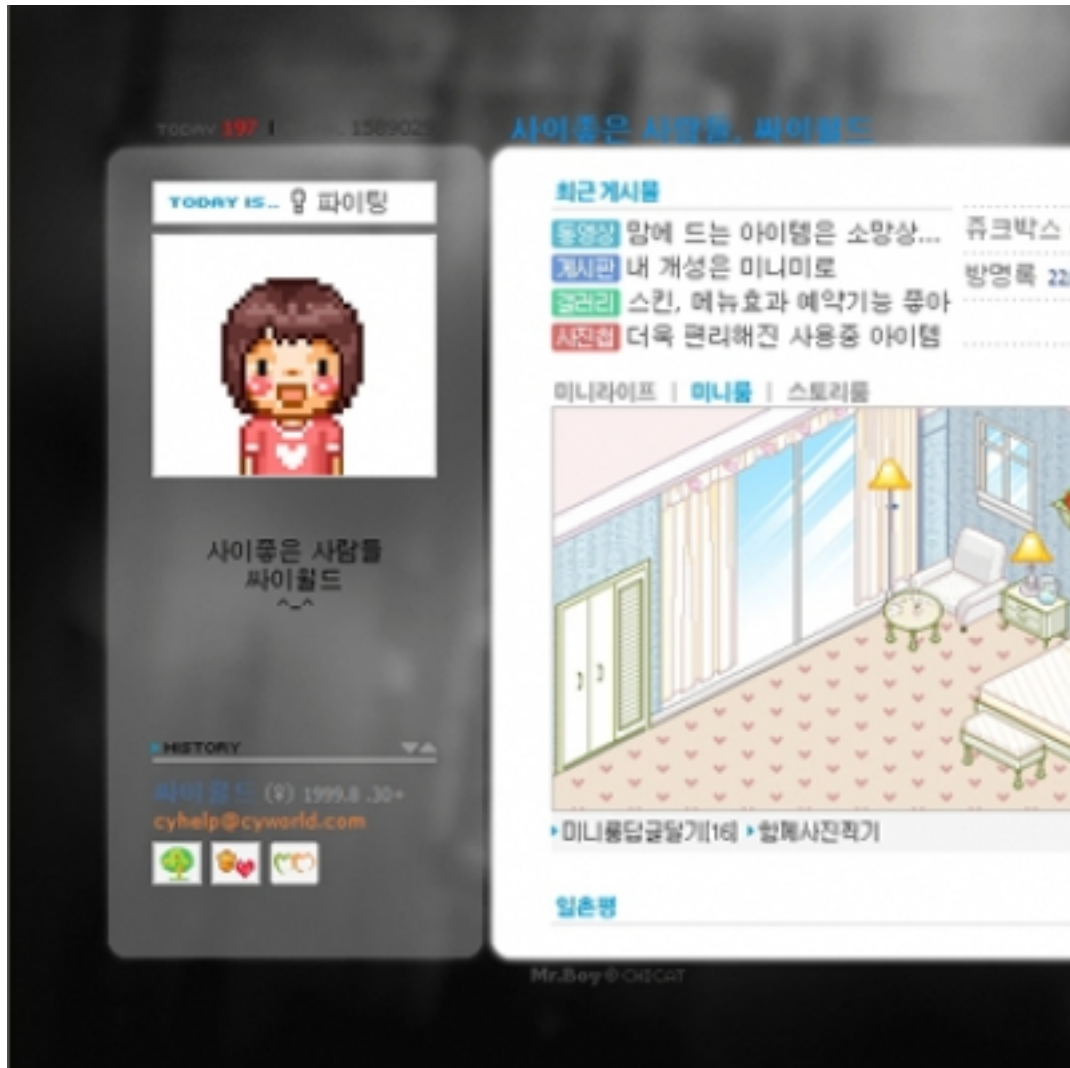 TODAY 197 | TOTAL 1589025
사이좋은 사람들, 싸이월드
TODAY IS.. 파이팅
사이좋은 사람들
싸이월드
^_^
HISTORY
싸이월드 (♀) 1999.8 .30+
cyhelp@cyworld.com
최근 게시물
동영상 맘에 드는 아이템은 소망상...
게시판 내 개성은 미니미로
갤러리 스킨, 메뉴효과 예약기능 좋아
사진첩 더욱 편리해진 사용중 아이템
쥬크박스
방명록 22
미니라이프 | 미니룸 | 스토리룸
미니룸답글달기[16] 함께사진찍기
일촌평
Mr.Boy © CHICAT